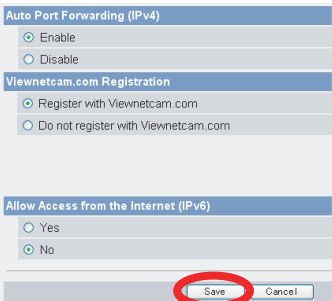 Auto Port Forwarding (IPv4)
Enable
Disable
Viewnetcam.com Registration
Register with Viewnetcam.com
Do not register with Viewnetcam.com
Allow Access from the Internet (IPv6)
Yes
No
Save Cancel